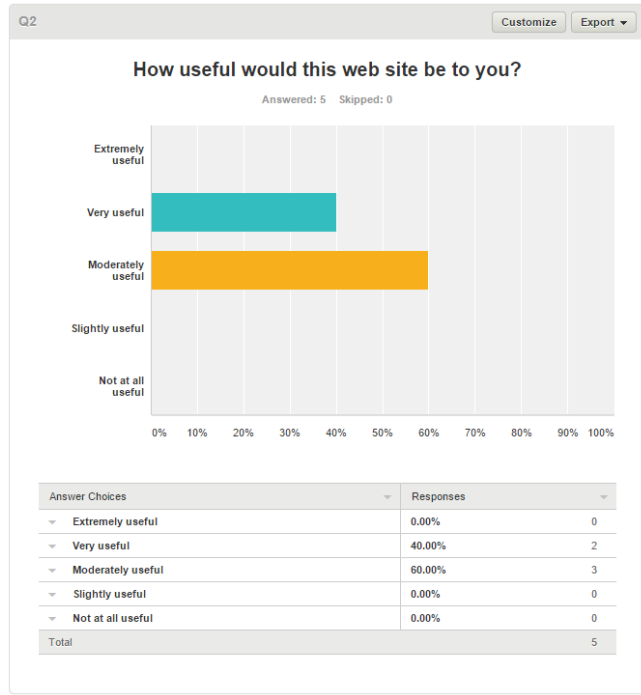 Q2
Customize
Export
How useful would this web site be to you?
Answered: 5 Skipped: 0
Extremely
useful
Very useful
Moderately
useful
Slightly useful
Not at all
useful
0% 10% 20% 30% 40% 50% 60% 70% 80% 90% 100%
Answer Choices Responses
Extremely useful 0.00% 0
Very useful 40.00% 2
Moderately useful 60.00% 3
Slightly useful 0.00% 0
Not at all useful 0.00% 0
Total 5